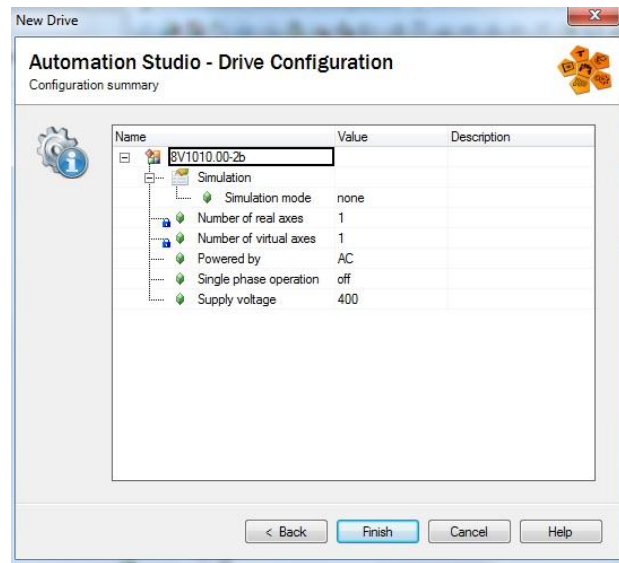 New Drive
Automation Studio - Drive Configuration
Configuration summary
Name Value Description
8V1010.00-2b
Simulation
Simulation mode none
Number of real axes 1
Number of virtual axes 1
Powered by AC
Single phase operation off
Supply voltage 400
< Back Finish Cancel Help